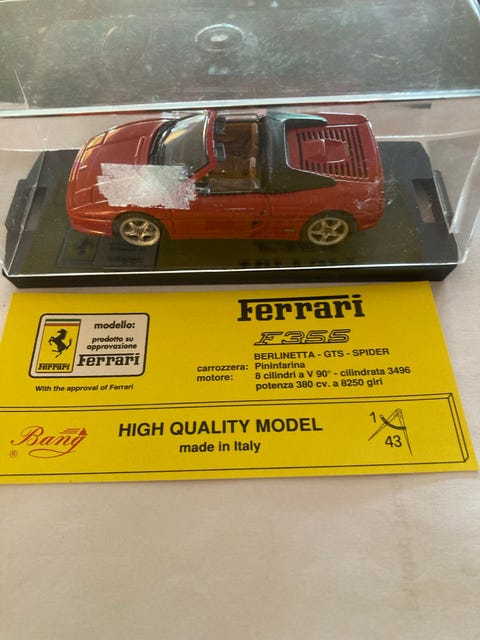 Ferrari
F355
BERLINETTA - GTS - SPIDER
carrozzera: Pininfarina
motore: 8 cilindri a V 90° - cilindrata 3496
potenza 380 cv. a 8250 giri
modello:
prodotto su
approvazione
Ferrari
Ferrari
With the approval of Ferrari
Bang
®
HIGH QUALITY MODEL
made in Italy
1
43